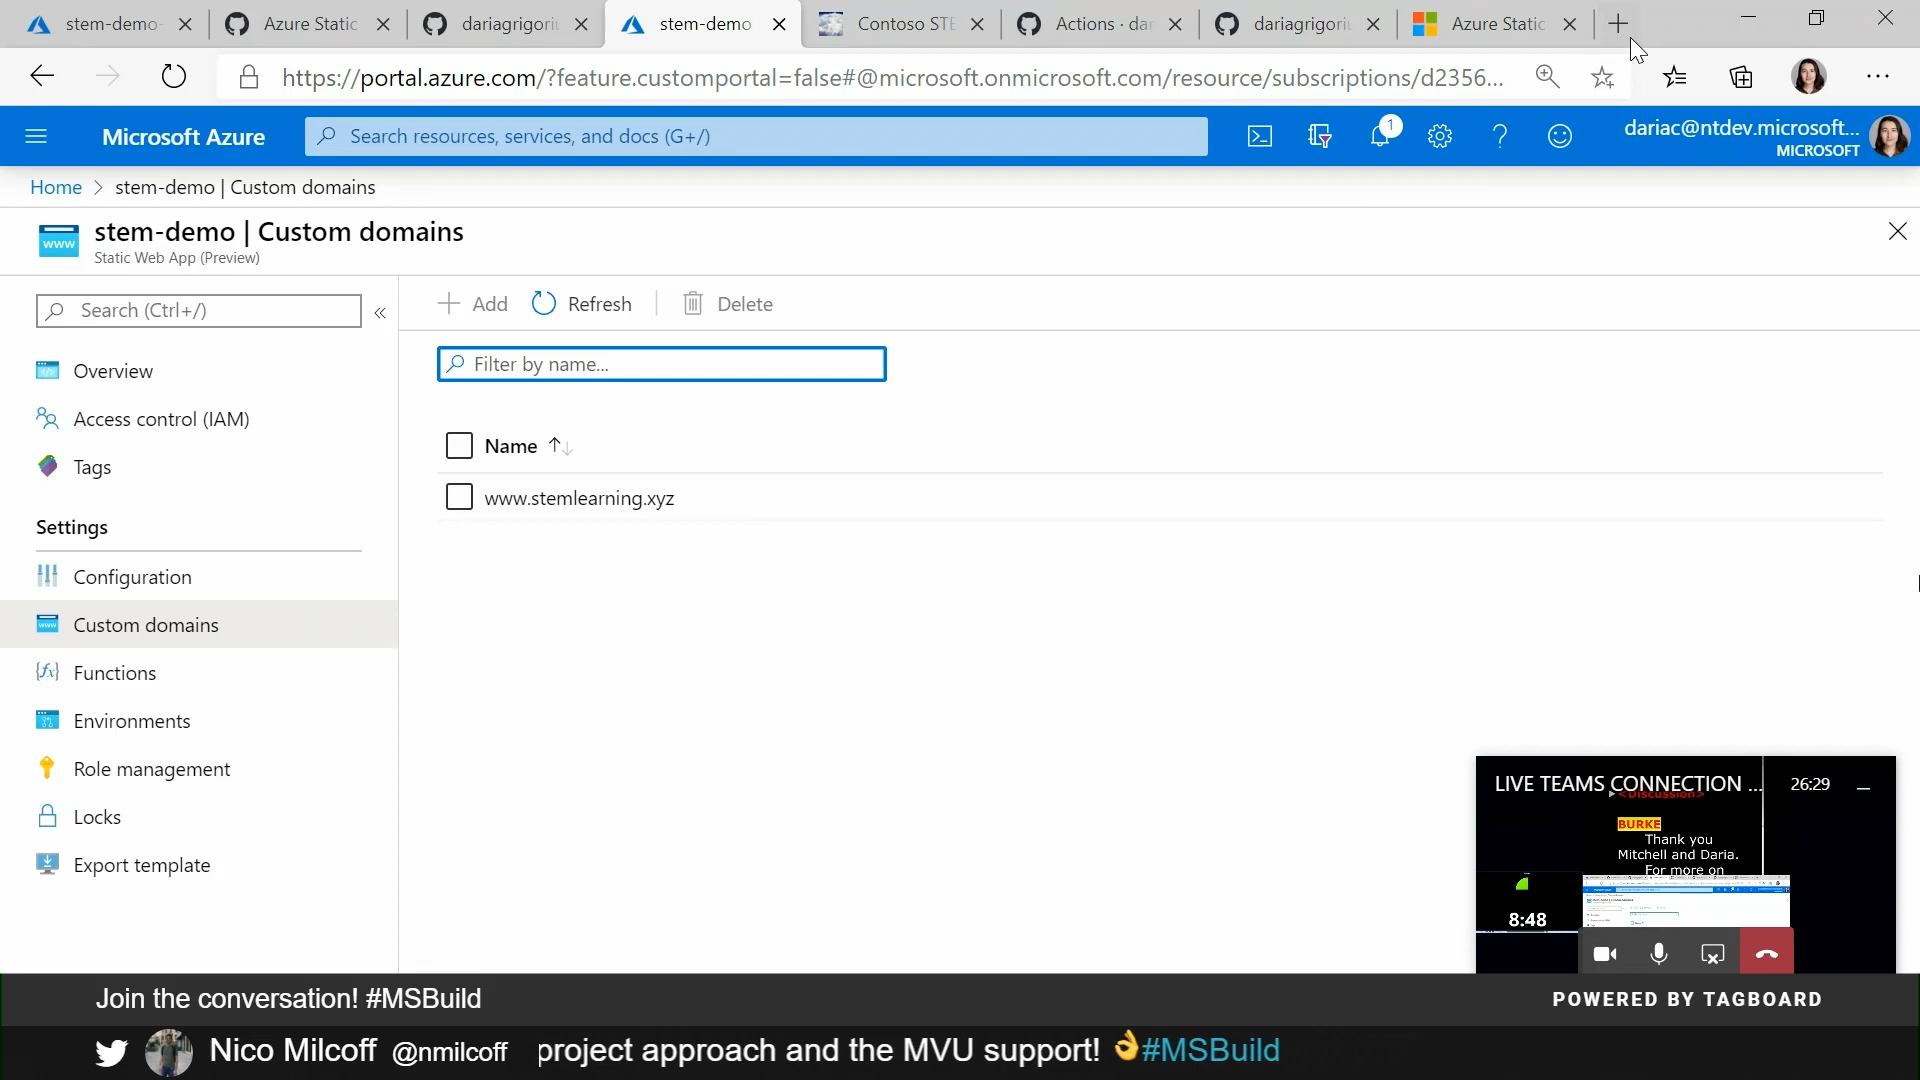 stem-demo-
Azure Static
dariagrigoriu
stem-demo
Contoso STE
Actions · dar
dariagrigoriu
Azure Static
https://portal.azure.com/?feature.customportal=false#@microsoft.onmicrosoft.com/resource/subscriptions/d2356...
Microsoft Azure
Search resources, services, and docs (G+/)
1
dariac@ntdev.microsoft...
MICROSOFT
Home > stem-demo | Custom domains
www
stem-demo | Custom domains
Static Web App (Preview)
Search (Ctrl+/)
Add
Refresh
Delete
Filter by name...
Overview
Access control (IAM)
Tags
Settings
Configuration
Custom domains
Functions
Environments
Role management
Locks
Export template
Name
www.stemlearning.xyz
LIVE TEAMS CONNECTION ...
26:29
<Discussion>
BURKE
Thank you
Mitchell and Daria.
For more on
8:48
Join the conversation! #MSBuild
POWERED BY TAGBOARD
Nico Milcoff @nmilcoff project approach and the MVU support! 👌#MSBuild